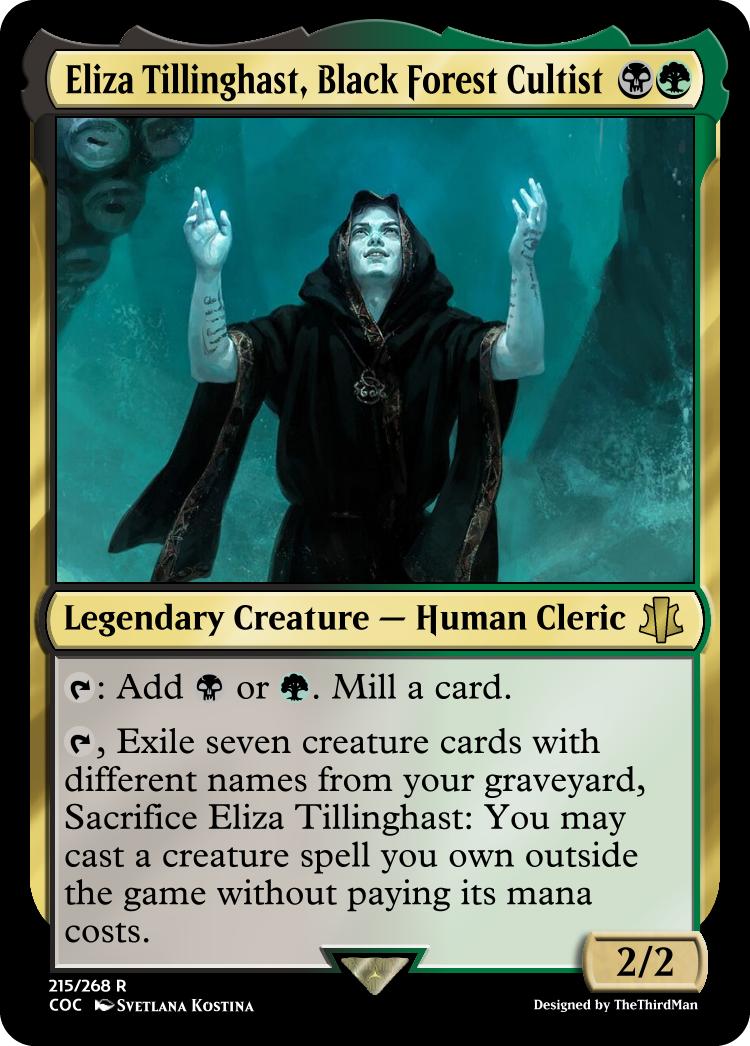 Eliza Tillinghast, Black Forest Cultist
Legendary Creature — Human Cleric
: Add or . Mill a card.
, Exile seven creature cards with
different names from your graveyard,
Sacrifice Eliza Tillinghast: You may
cast a creature spell you own outside
the game without paying its mana
costs.
2/2
215/268 R
COC Svetlana Kostina
Designed by TheThirdMan